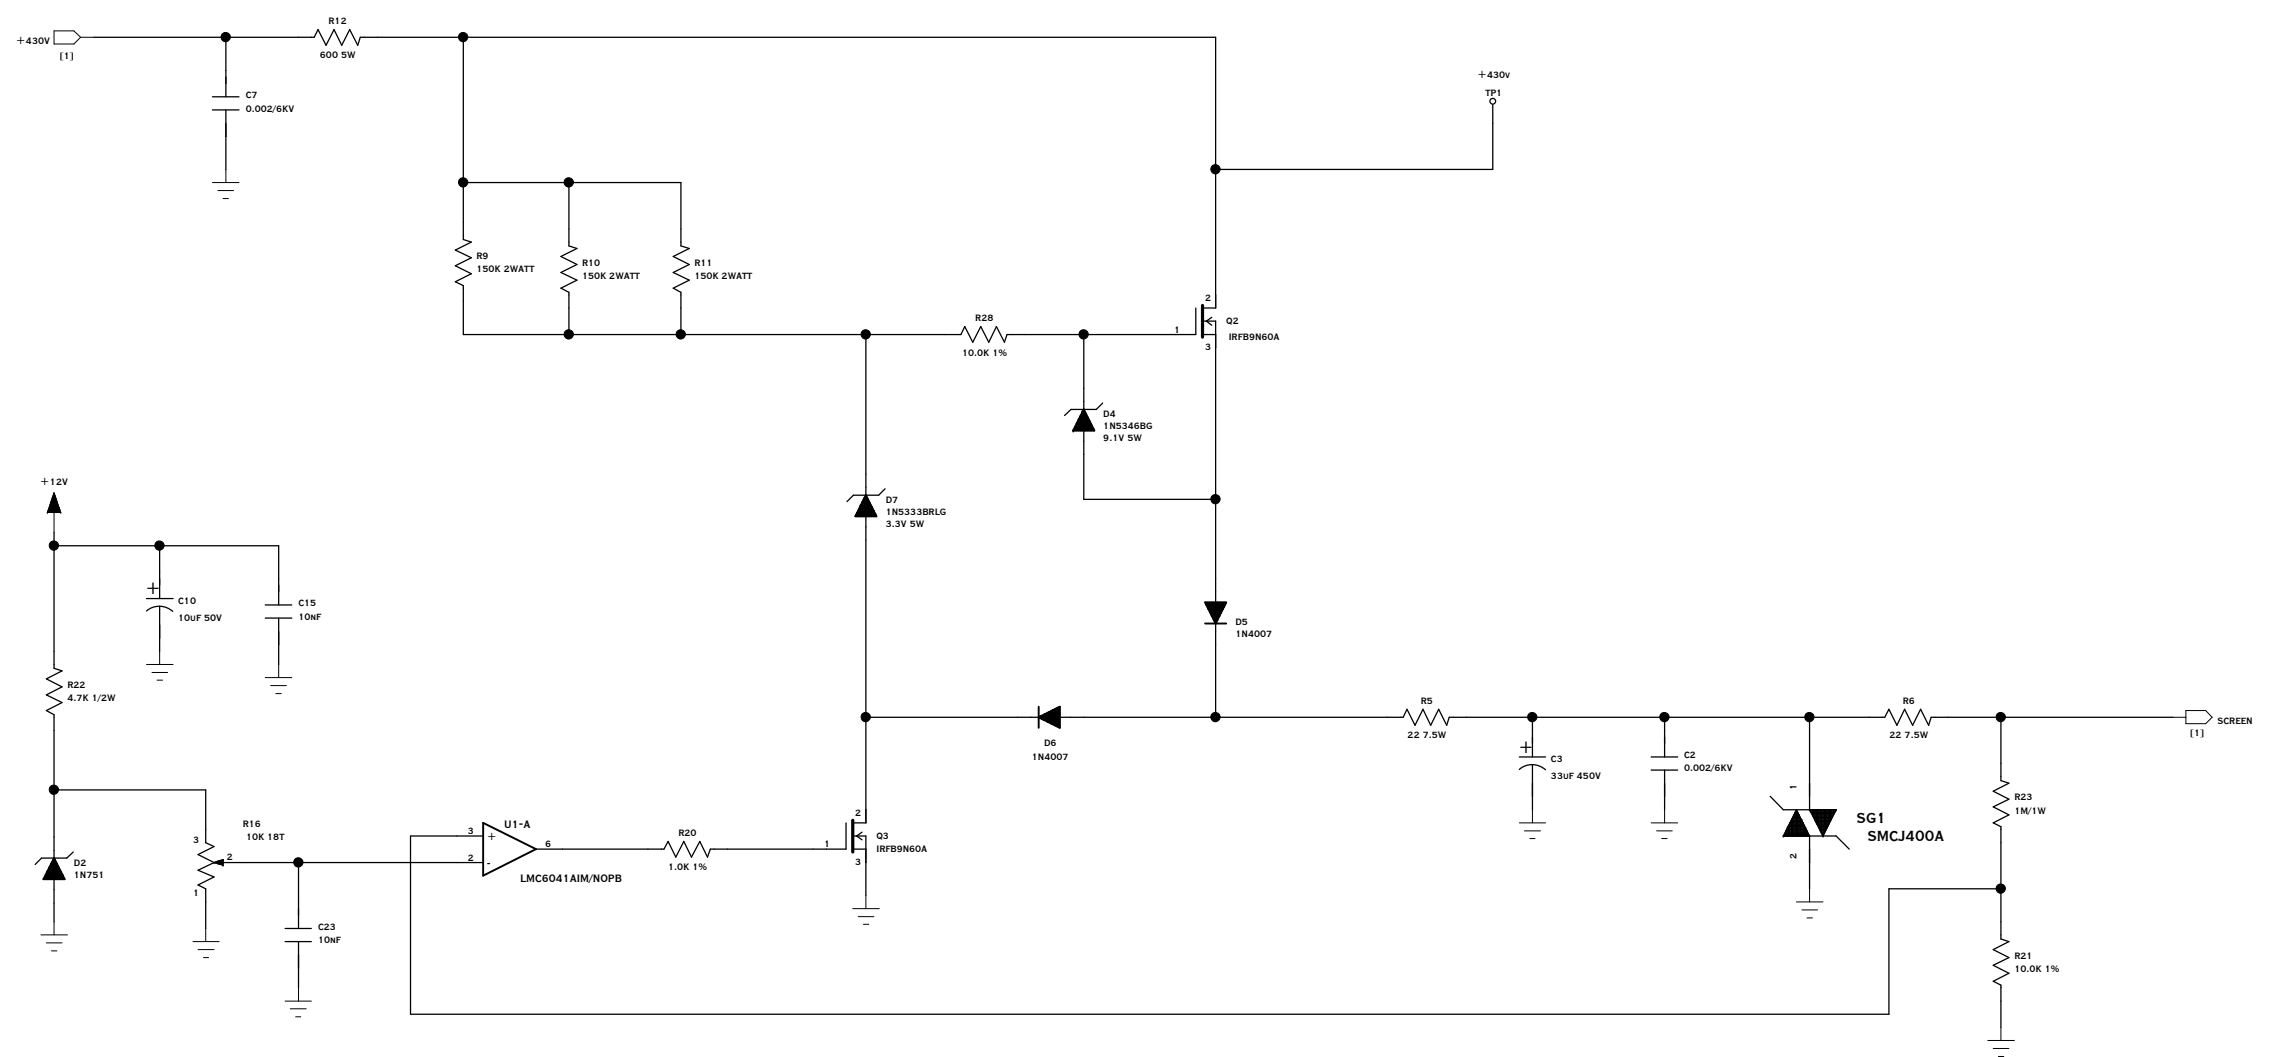 R12
+430V
600 5W
[1]
C7
0.002/6KV
+430v
TP1
R9
150K 2WATT
R10
150K 2WATT
R11
150K 2WATT
R28
10.0K 1%
2
1
3
Q2
IRFB9N60A
D4
1N5346BG
9.1V 5W
+12V
D7
1N5333BRLG
3.3V 5W
+
C10
10uF 50V
C15
10nF
D5
1N4007
R22
4.7K 1/2W
D6
1N4007
R5
22 7.5W
R6
22 7.5W
SCREEN
[1]
+
C3
33uF 450V
C2
0.002/6KV
1
2
SG1
SMCJ400A
R23
1M/1W
R16
10K 18T
3
2
1
D2
1N751
U1-A
3
+
2
-
6
LMC6041AIM/NOPB
R20
1.0K 1%
2
1
3
Q3
IRFB9N60A
C23
10nF
R21
10.0K 1%